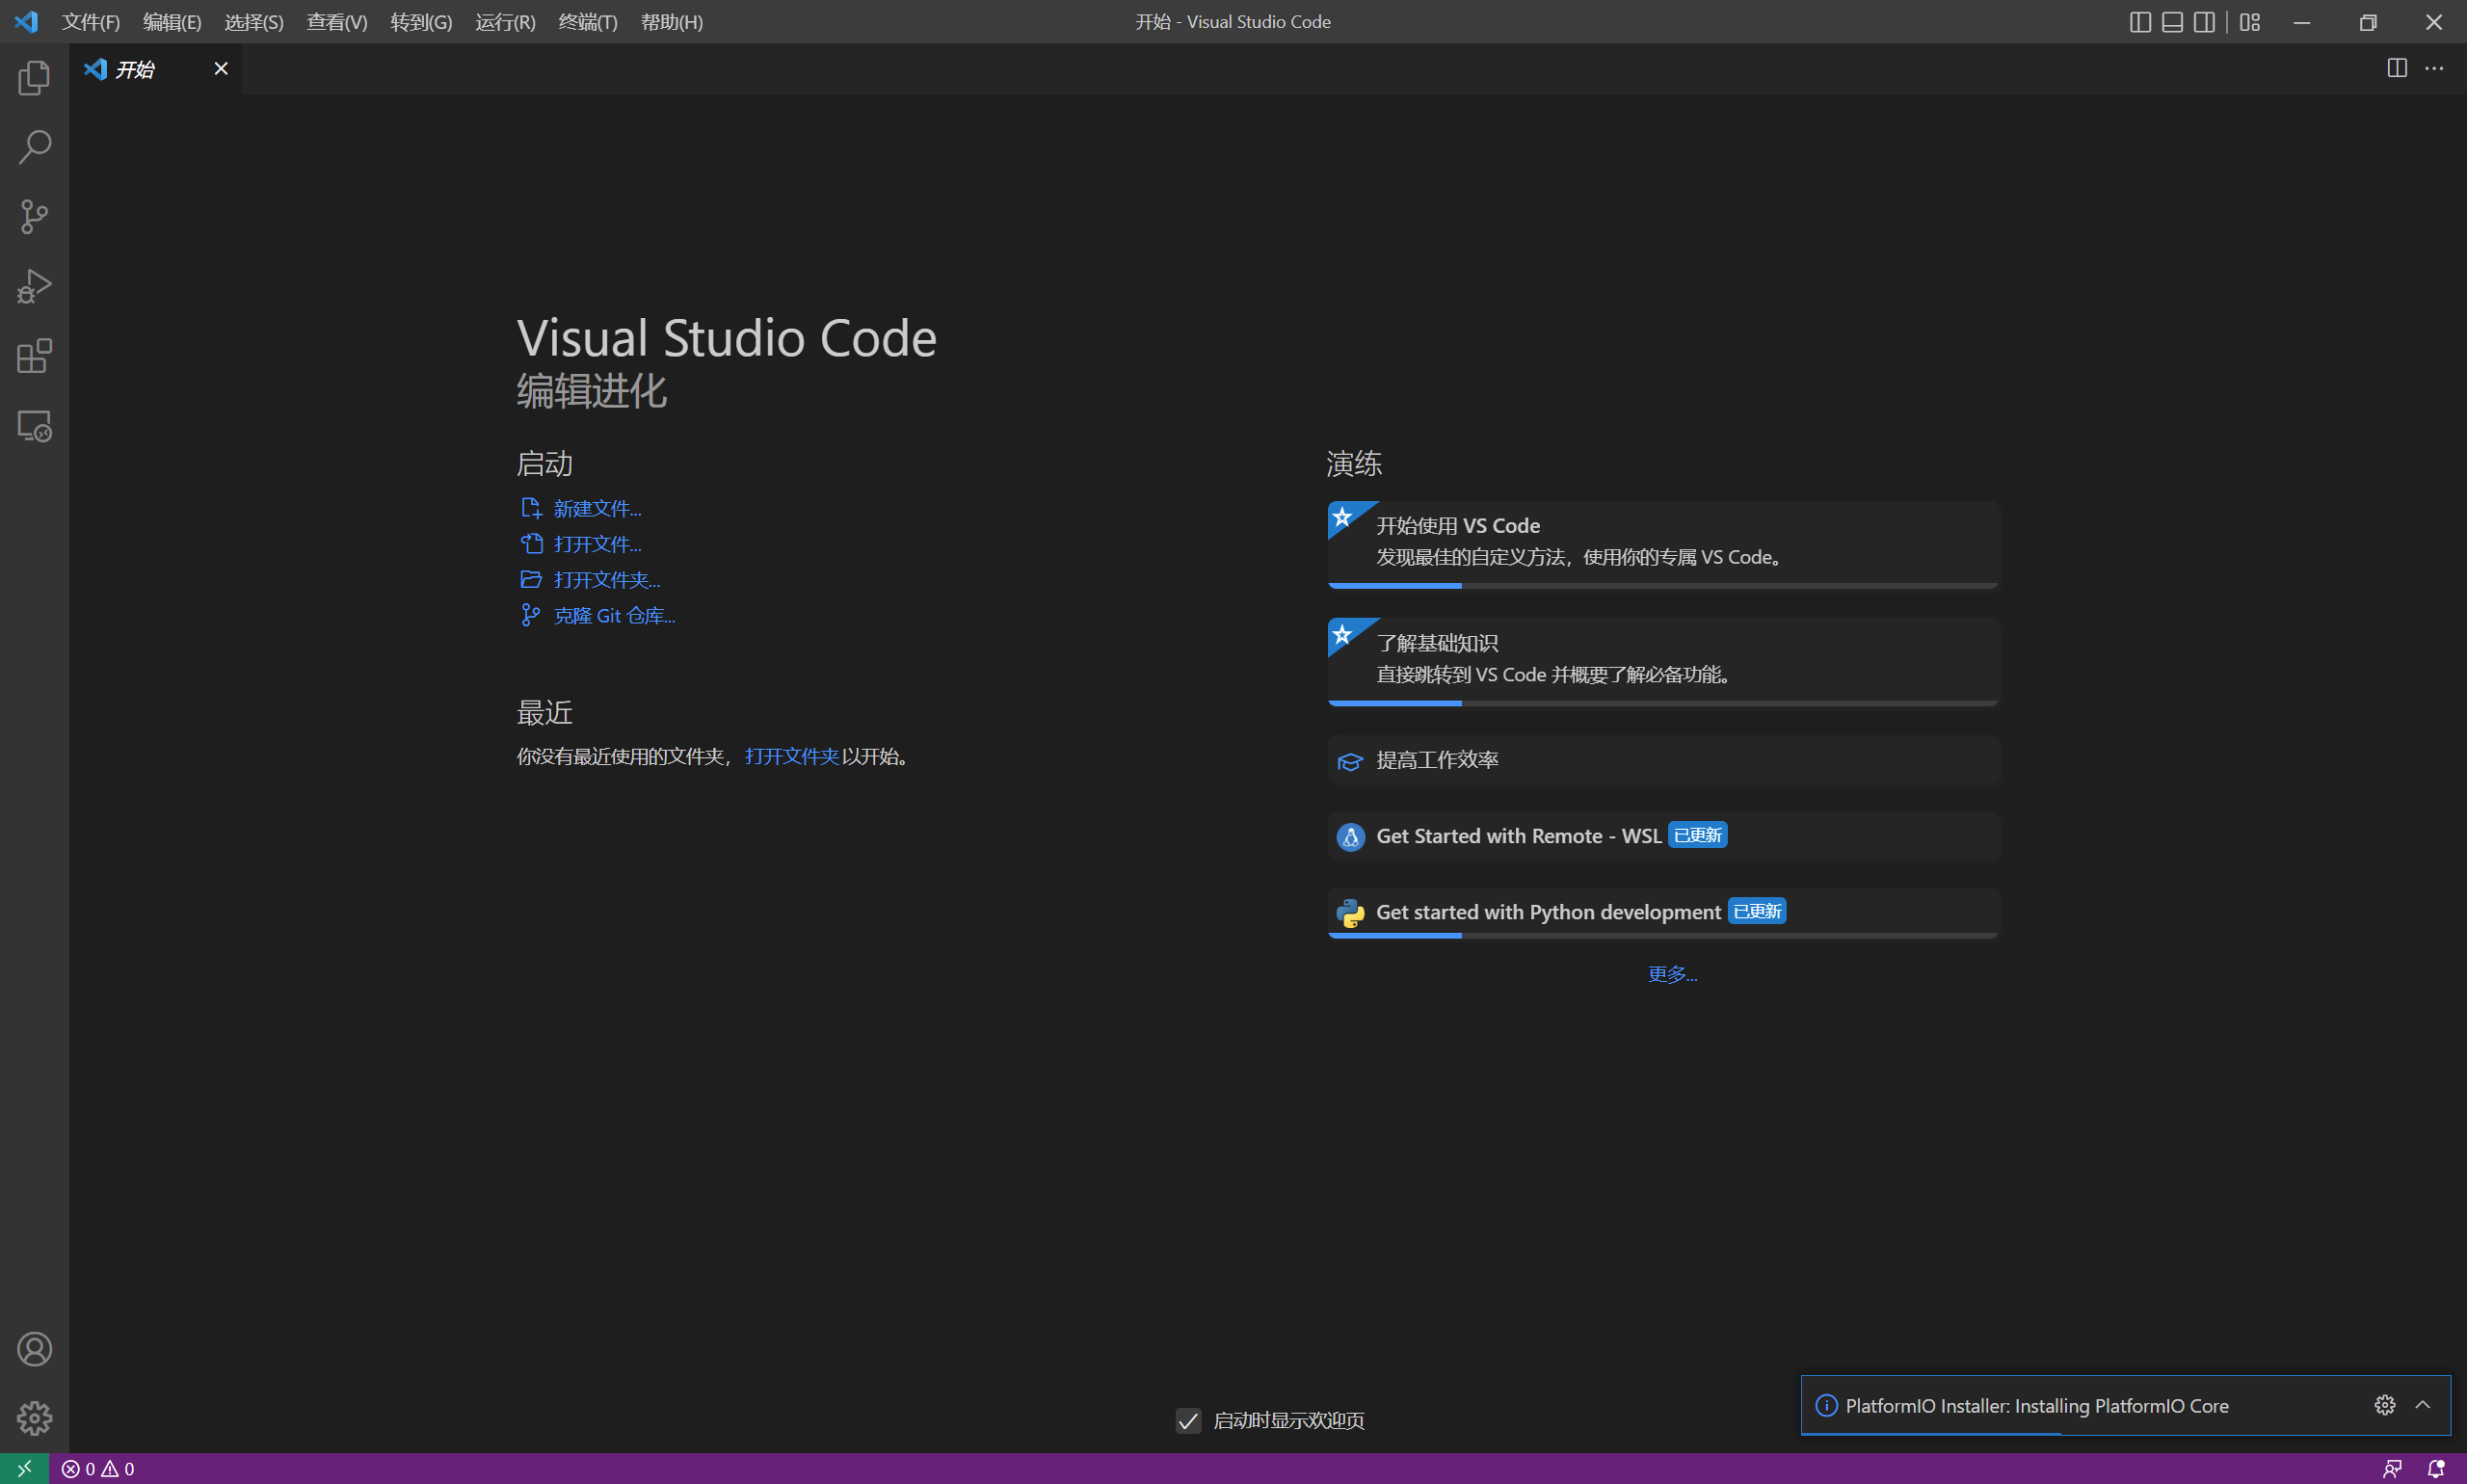 文件(F) 编辑(E) 选择(S) 查看(V) 转到(G) 运行(R) 终端(T) 帮助(H)
开始 - Visual Studio Code
开始
Visual Studio Code
编辑进化
启动
新建文件...
打开文件...
打开文件夹...
克隆 Git 仓库...
最近
你没有最近使用的文件夹，打开文件夹以开始。
演练
开始使用 VS Code
发现最佳的自定义方法，使用你的专属 VS Code。
了解基础知识
直接跳转到 VS Code 并概要了解必备功能。
提高工作效率
Get Started with Remote - WSL 已更新
Get started with Python development 已更新
更多...
启动时显示欢迎页
PlatformIO Installer: Installing PlatformIO Core
0 0